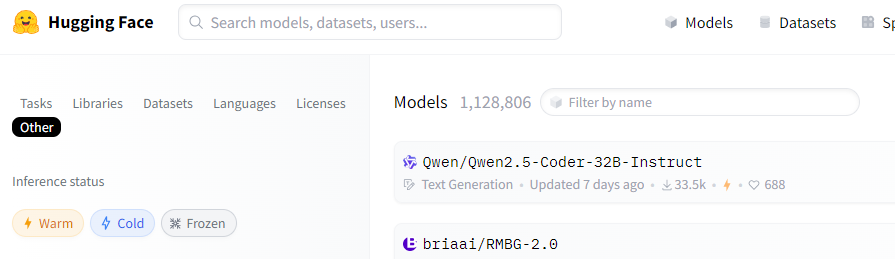 Hugging Face Search models, datasets, users... Models Datasets
Tasks Libraries Datasets Languages Licenses
Other
Inference status
Warm Cold Frozen
Models 1,128,806 Filter by name
Qwen/Qwen2.5-Coder-32B-Instruct
Text Generation • Updated 7 days ago • 33.5k • • 688
briaai/RMBG-2.0